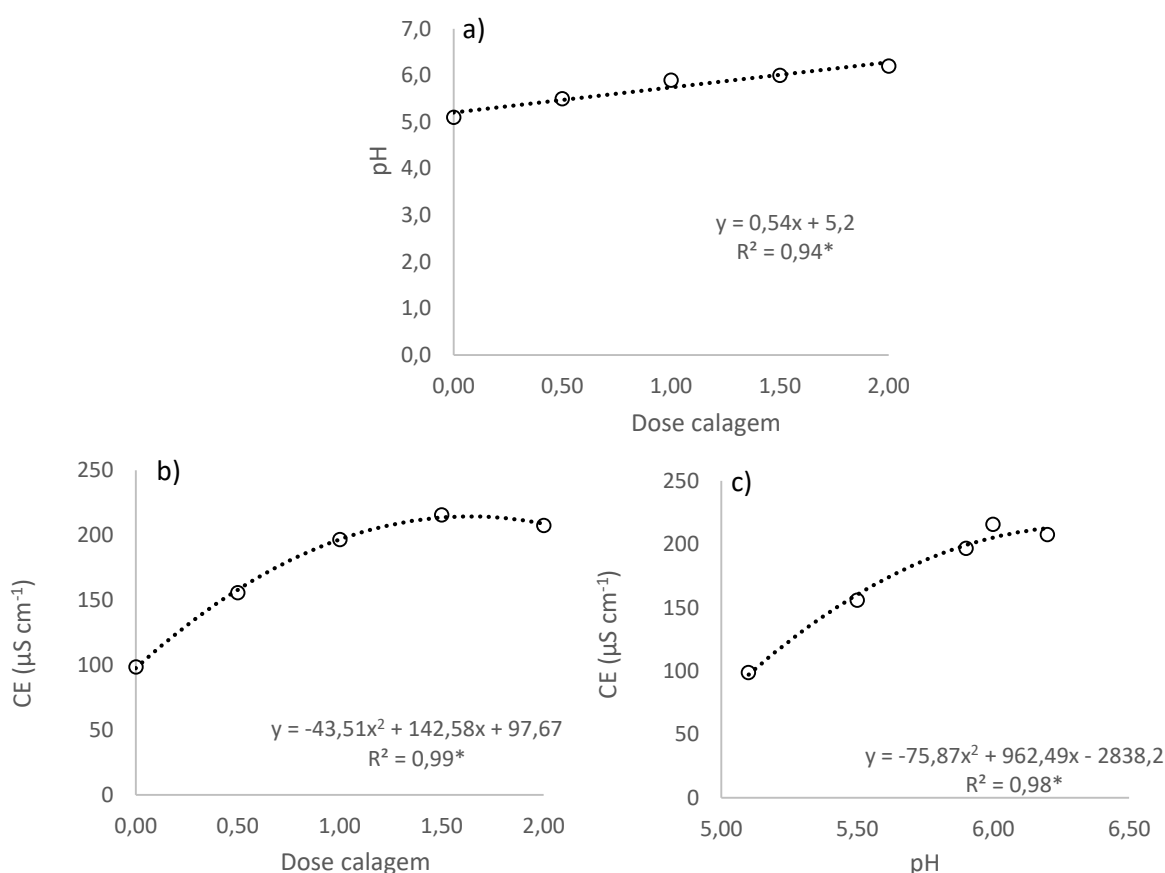 a)
7,0
6,0
5,0
4,0
3,0
2,0
1,0
0,0
pH
y = 0,54x + 5,2
R² = 0,94*
0,00 0,50 1,00 1,50 2,00
Dose calagem
b)
250
200
150
100
50
0
CE (µS cm⁻¹)
y = -43,51x² + 142,58x + 97,67
R² = 0,99*
0,00 0,50 1,00 1,50 2,00
Dose calagem
c)
250
200
150
100
50
0
CE (µS cm⁻¹)
y = -75,87x² + 962,49x - 2838,2
R² = 0,98*
5,00 5,50 6,00 6,50
pH